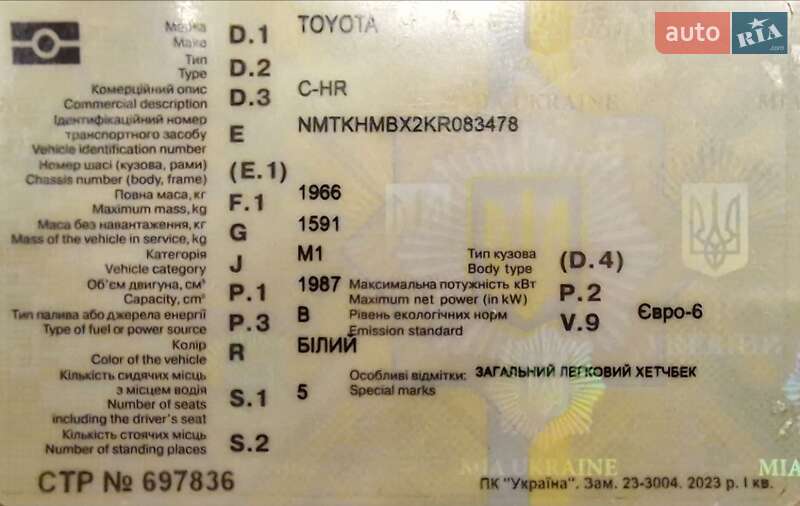 auto RIA .com
Марка
Make D.1 TOYOTA
Тип
Type D.2
Комерційний опис
Commercial description D.3 C-HR
Ідентифікаційний номер
транспортного засобу E NMTKHMBX2KR083478
Vehicle identification number
Номер шасі (кузова, рами)
Chassis number (body, frame) (E.1)
Повна маса, кг
Maximum mass, kg F.1 1966
Маса без навантаження, кг
Mass of the vehicle in service, kg G 1591
Категорія
Vehicle category J M1 Тип кузова
Body type (D.4)
Об'єм двигуна, см³
Capacity, cm³ P.1 1987 Максимальна потужність кВт
Maximum net power (in kW) P.2
Тип палива або джерела енергії
Type of fuel or power source P.3 B Рівень екологічних норм
Emission standard V.9 Євро-6
Колір
Color of the vehicle R БІЛИЙ
Кількість сидячих місць
з місцем водія
Number of seats S.1 5 Особливі відмітки: ЗАГАЛЬНИЙ ЛЕГКОВИЙ ХЕТЧБЕК
Special marks
including the driver's seat
Кількість стоячих місць
Number of standing places S.2
MIA UKRAINE
СТР № 697836 ПК "Україна". Зам. 23-3004. 2023 р. І кв.